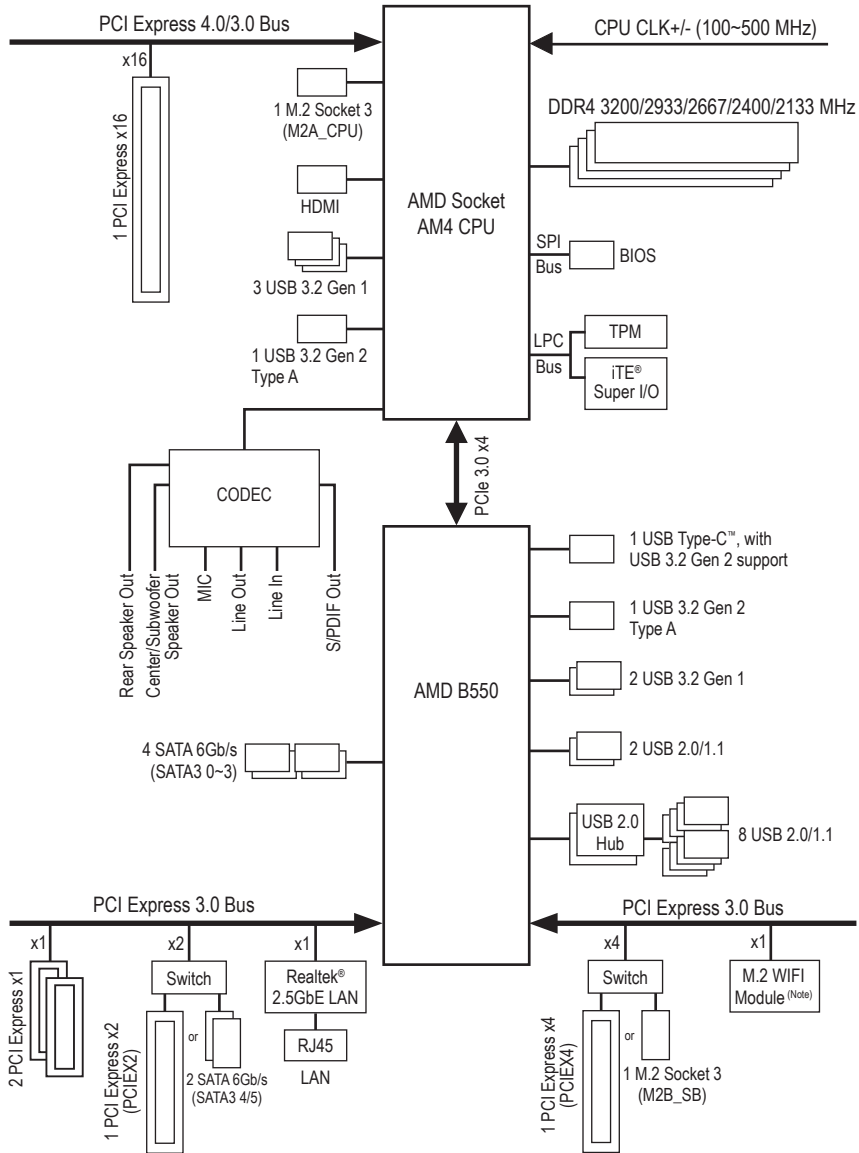 PCI Express 4.0/3.0 Bus
CPU CLK+/- (100~500 MHz)
x16
1 PCI Express x16
1 M.2 Socket 3
(M2A_CPU)
DDR4 3200/2933/2667/2400/2133 MHz
HDMI
AMD Socket
AM4 CPU
3 USB 3.2 Gen 1
SPI
Bus
BIOS
1 USB 3.2 Gen 2
Type A
LPC
Bus
TPM
iTE®
Super I/O
PCIe 3.0 x4
CODEC
Rear Speaker Out
Center/Subwoofer
Speaker Out
MIC
Line Out
Line In
S/PDIF Out
1 USB Type-C™, with
USB 3.2 Gen 2 support
1 USB 3.2 Gen 2
Type A
AMD B550
2 USB 3.2 Gen 1
4 SATA 6Gb/s
(SATA3 0~3)
2 USB 2.0/1.1
USB 2.0
Hub
8 USB 2.0/1.1
PCI Express 3.0 Bus
PCI Express 3.0 Bus
x1
x2
x1
x4
x1
2 PCI Express x1
Switch
Realtek®
2.5GbE LAN
Switch
M.2 WIFI
Module (Note)
1 PCI Express x2
(PCIEX2)
or
2 SATA 6Gb/s
(SATA3 4/5)
RJ45
LAN
1 PCI Express x4
(PCIEX4)
or
1 M.2 Socket 3
(M2B_SB)